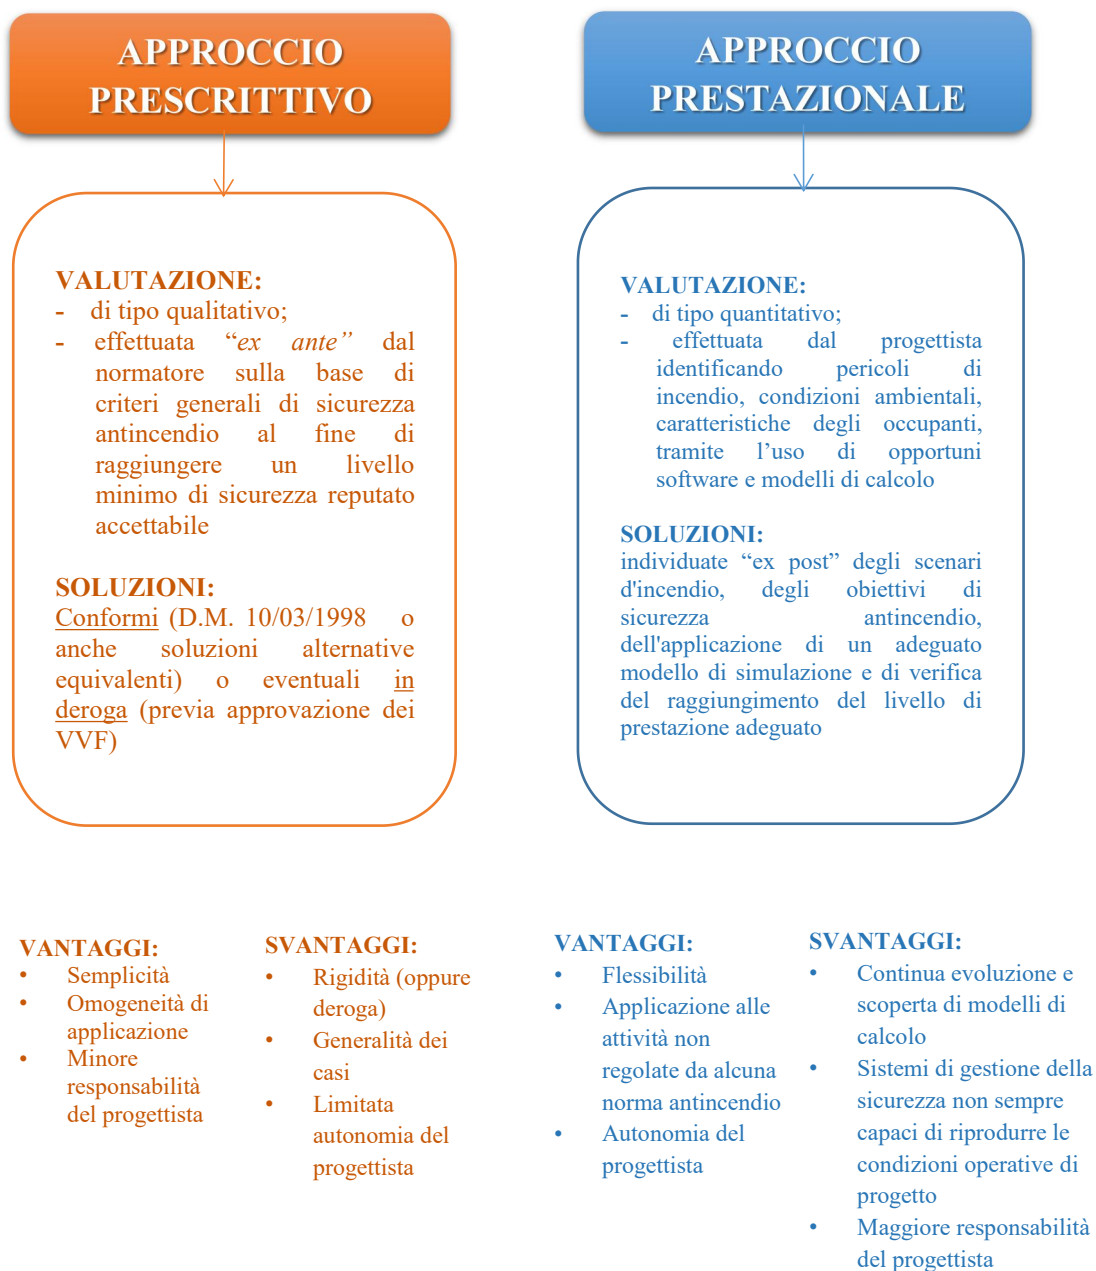 APPROCCIO
PRESCRITTIVO
VALUTAZIONE:
- di tipo qualitativo;
- effettuata “ex ante” dal
normatore sulla base di
criteri generali di sicurezza
antincendio al fine di
raggiungere un livello
minimo di sicurezza reputato
accettabile
SOLUZIONI:
Conformi (D.M. 10/03/1998 o
anche soluzioni alternative
equivalenti) o eventuali in
deroga (previa approvazione dei
VVF)
APPROCCIO
PRESTAZIONALE
VALUTAZIONE:
- di tipo quantitativo;
- effettuata dal progettista
identificando pericoli di
incendio, condizioni ambientali,
caratteristiche degli occupanti,
tramite l’uso di opportuni
software e modelli di calcolo
SOLUZIONI:
individuate “ex post” degli scenari
d'incendio, degli obiettivi di
sicurezza antincendio,
dell'applicazione di un adeguato
modello di simulazione e di verifica
del raggiungimento del livello di
prestazione adeguato
VANTAGGI:
• Semplicità
• Omogeneità di
applicazione
• Minore
responsabilità
del progettista
SVANTAGGI:
• Rigidità (oppure
deroga)
• Generalità dei
casi
• Limitata
autonomia del
progettista
VANTAGGI:
• Flessibilità
• Applicazione alle
attività non
regolate da alcuna
norma antincendio
• Autonomia del
progettista
SVANTAGGI:
• Continua evoluzione e
scoperta di modelli di
calcolo
• Sistemi di gestione della
sicurezza non sempre
capaci di riprodurre le
condizioni operative di
progetto
• Maggiore responsabilità
del progettista